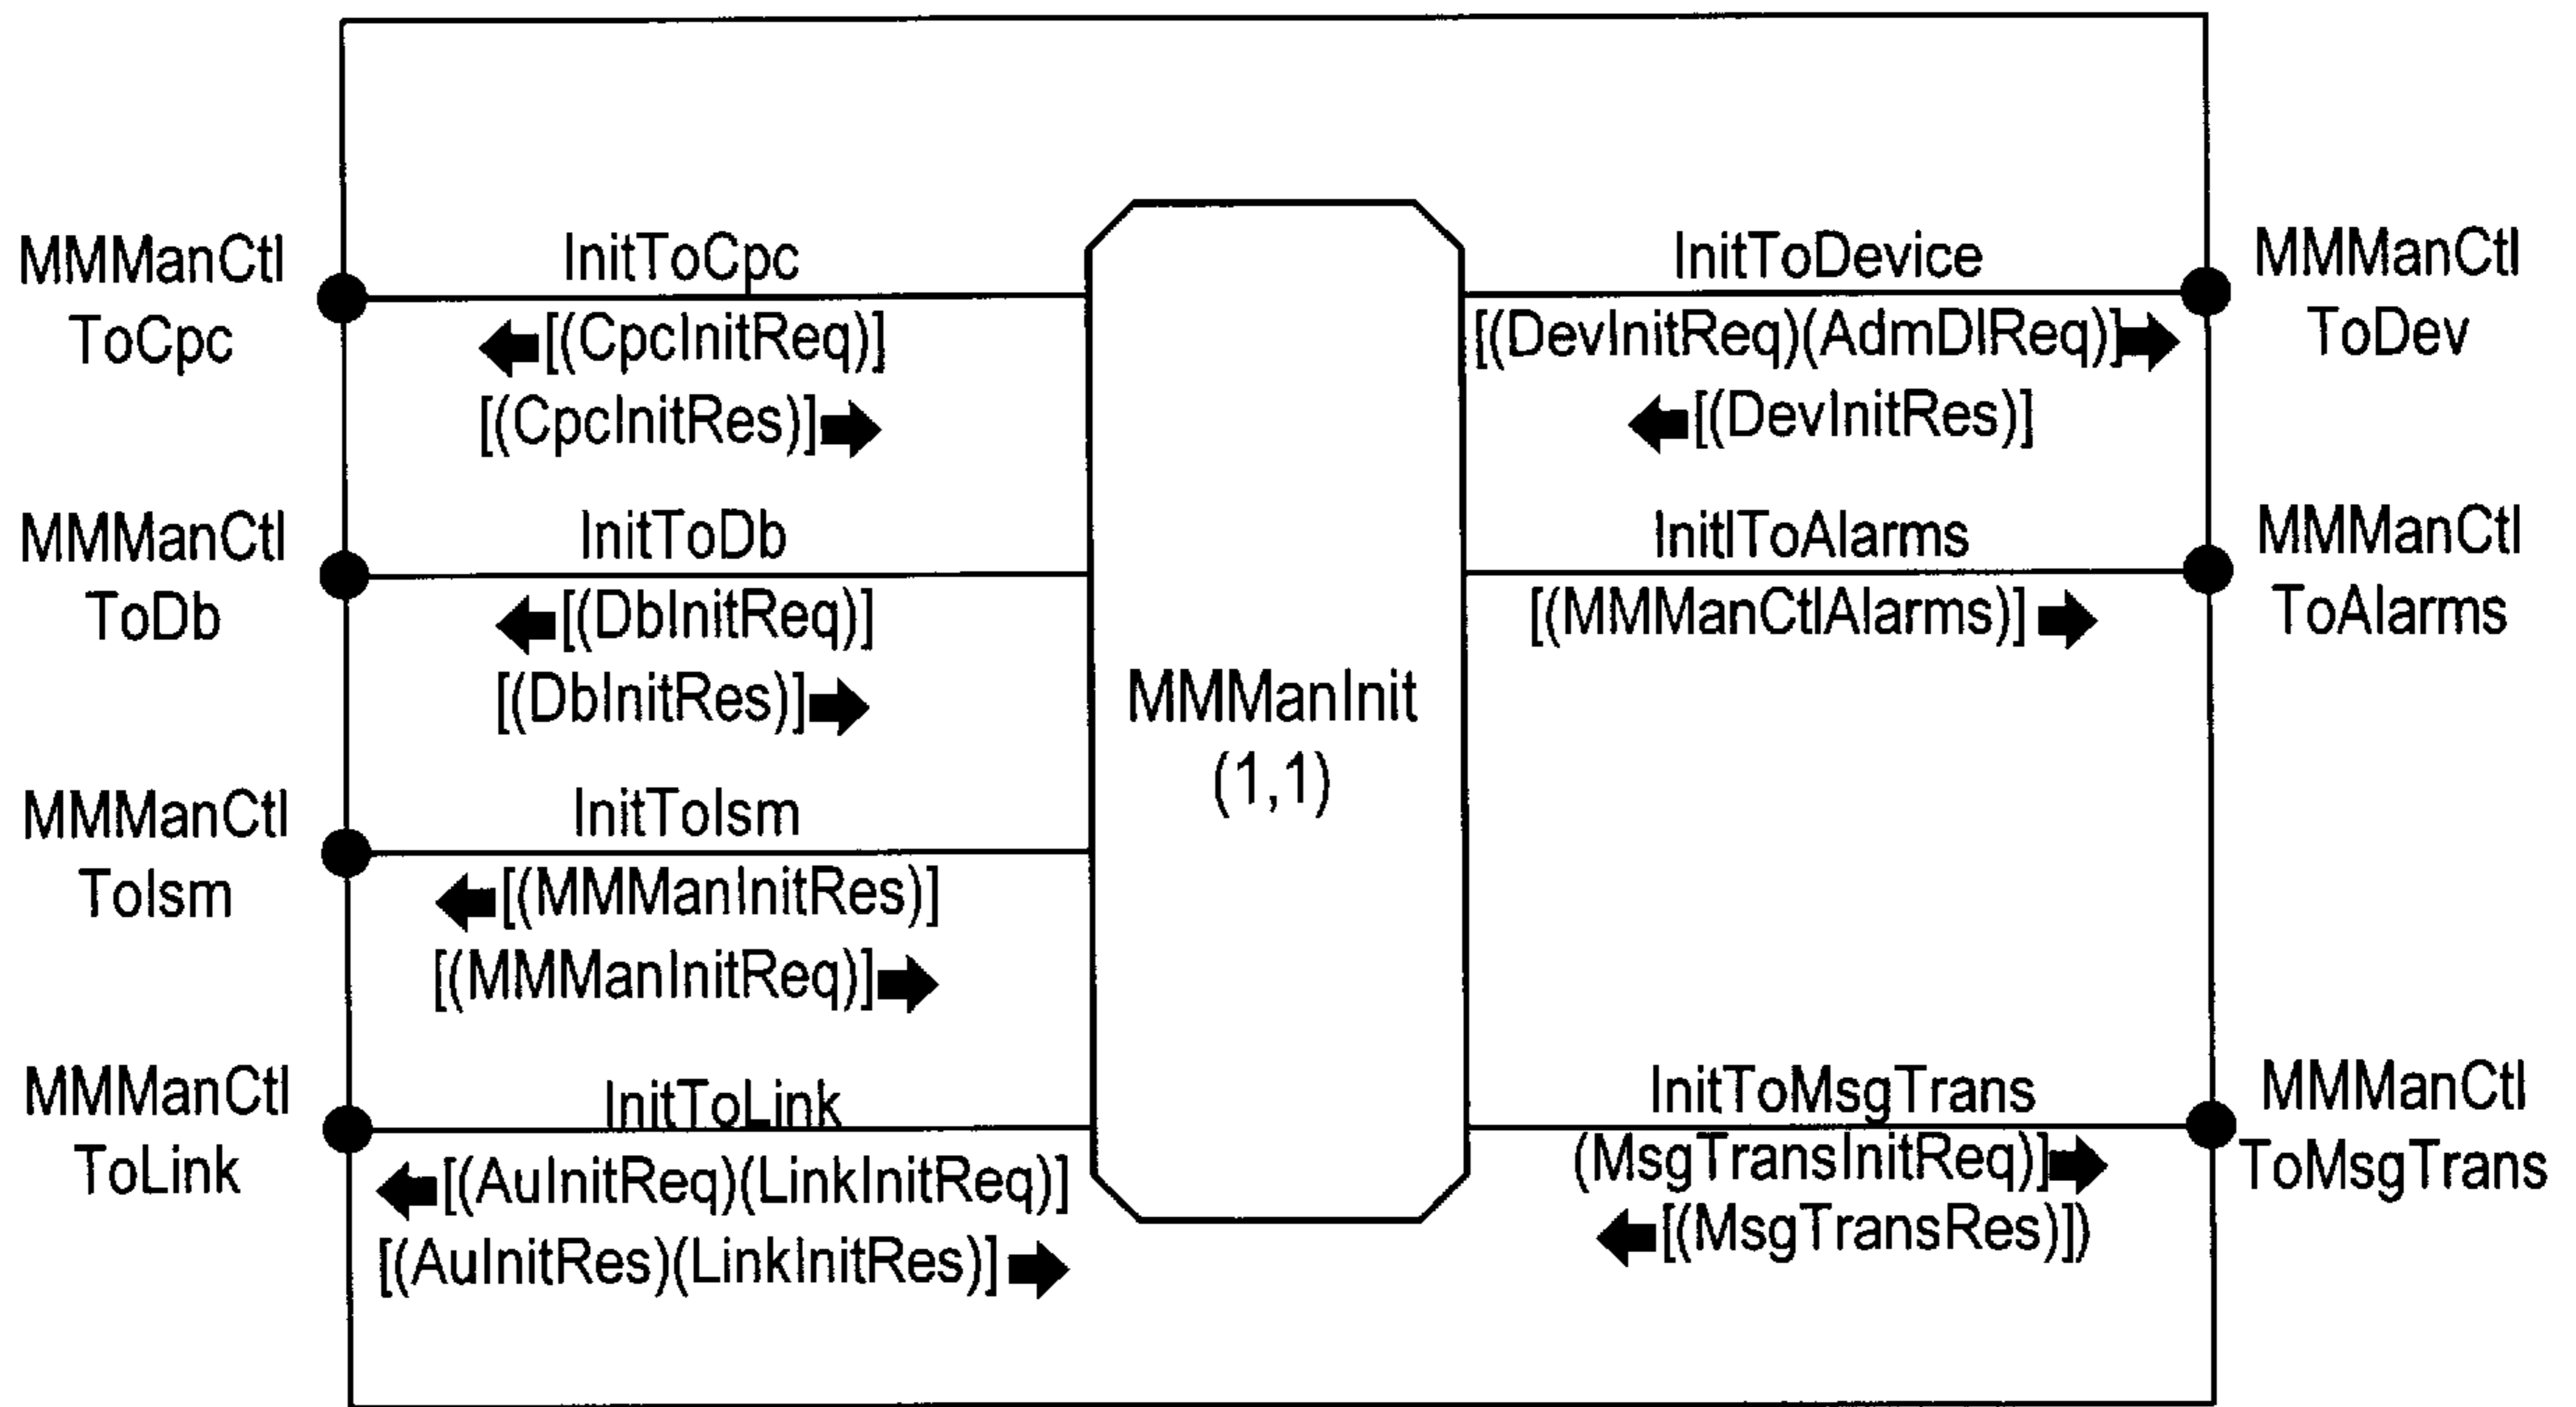 MMManCtl
ToCpc
InitToCpc
[(CpcInitReq)]
[(CpcInitRes)]
MMManCtl
ToDb
InitToDb
[(DbInitReq)]
[(DbInitRes)]
MMManCtl
ToIsm
InitToIsm
[(MMManInitRes)]
[(MMManInitReq)]
MMManCtl
ToLink
InitToLink
[(AuInitReq)(LinkInitReq)]
[(AuInitRes)(LinkInitRes)]
MMManInit
(1,1)
InitToDevice
[(DevInitReq)(AdmDlReq)]
[(DevInitRes)]
MMManCtl
ToDev
InitlToAlarms
[(MMManCtlAlarms)]
MMManCtl
ToAlarms
InitToMsgTrans
(MsgTransInitReq)]
[(MsgTransRes)])
MMManCtl
ToMsgTrans